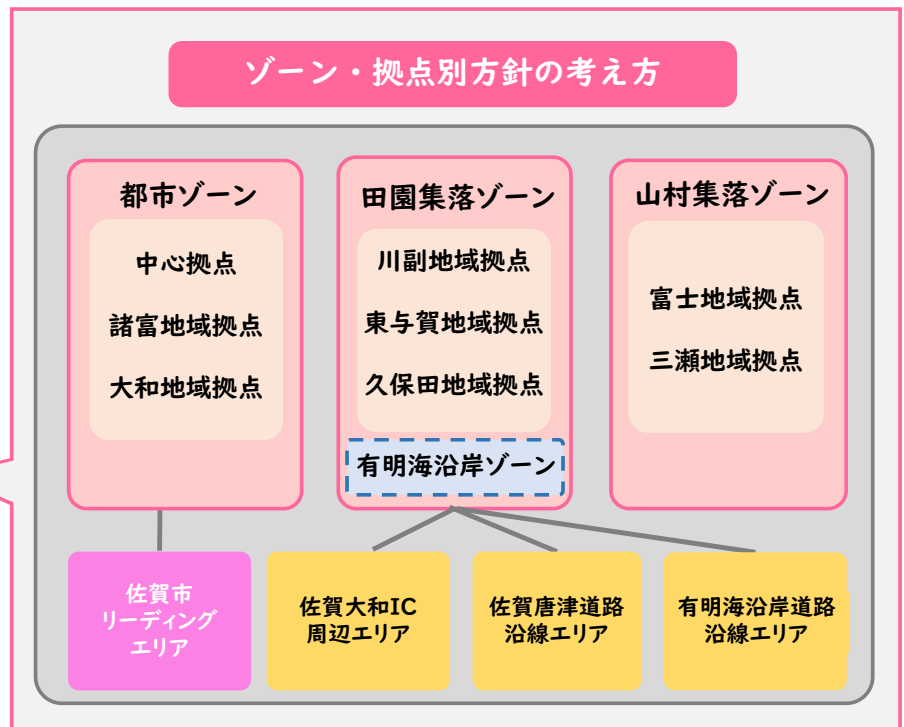 ゾーン・拠点別方針の考え方
都市ゾーン
中心拠点
諸富地域拠点
大和地域拠点
田園集落ゾーン
川副地域拠点
東与賀地域拠点
久保田地域拠点
有明海沿岸ゾーン
山村集落ゾーン
富士地域拠点
三瀬地域拠点
佐賀市
リーディング
エリア
佐賀大和IC
周辺エリア
佐賀唐津道路
沿線エリア
有明海沿岸道路
沿線エリア